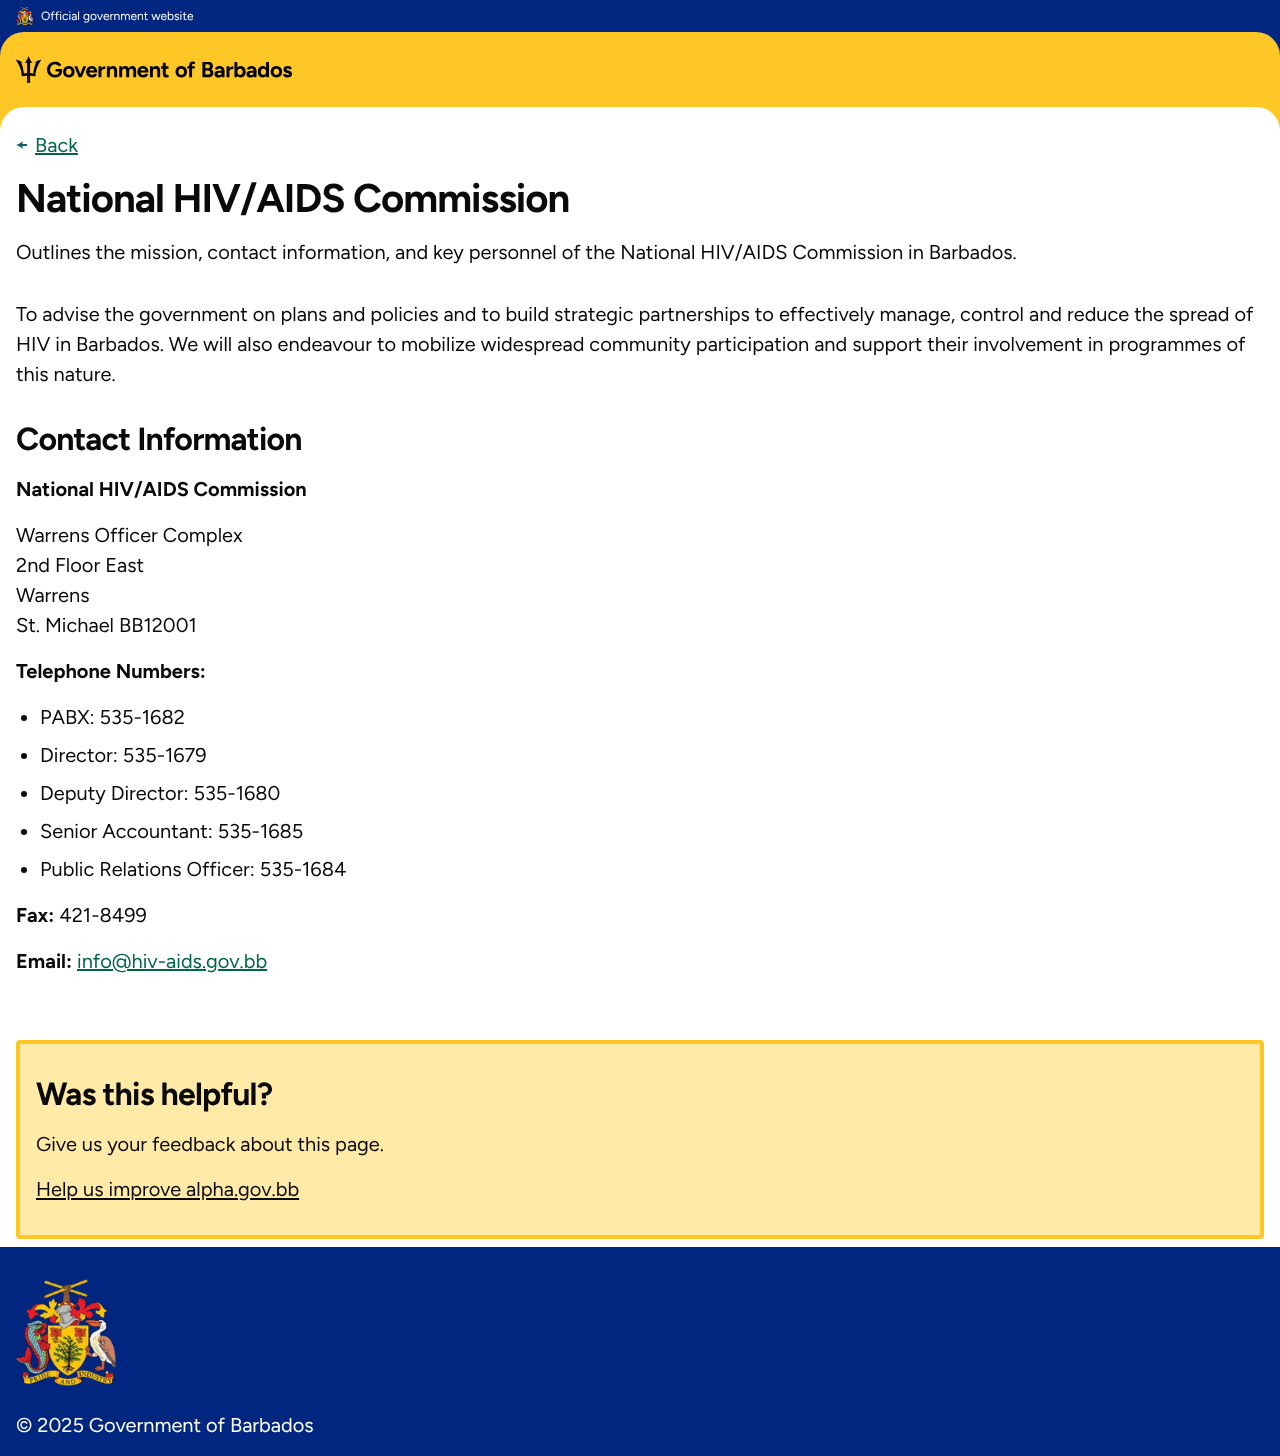 Official government website
Government of Barbados
Back
National HIV/AIDS Commission
Outlines the mission, contact information, and key personnel of the National HIV/AIDS Commission in Barbados.
To advise the government on plans and policies and to build strategic partnerships to effectively manage, control and reduce the spread of
HIV in Barbados. We will also endeavour to mobilize widespread community participation and support their involvement in programmes of
this nature.
Contact Information
National HIV/AIDS Commission
Warrens Officer Complex
2nd Floor East
Warrens
St. Michael BB12001
Telephone Numbers:
• PABX: 535-1682
• Director: 535-1679
• Deputy Director: 535-1680
• Senior Accountant: 535-1685
• Public Relations Officer: 535-1684
Fax: 421-8499
Email: info@hiv-aids.gov.bb
Was this helpful?
Give us your feedback about this page.
Help us improve alpha.gov.bb
PRIDE AND INDUSTRY
© 2025 Government of Barbados